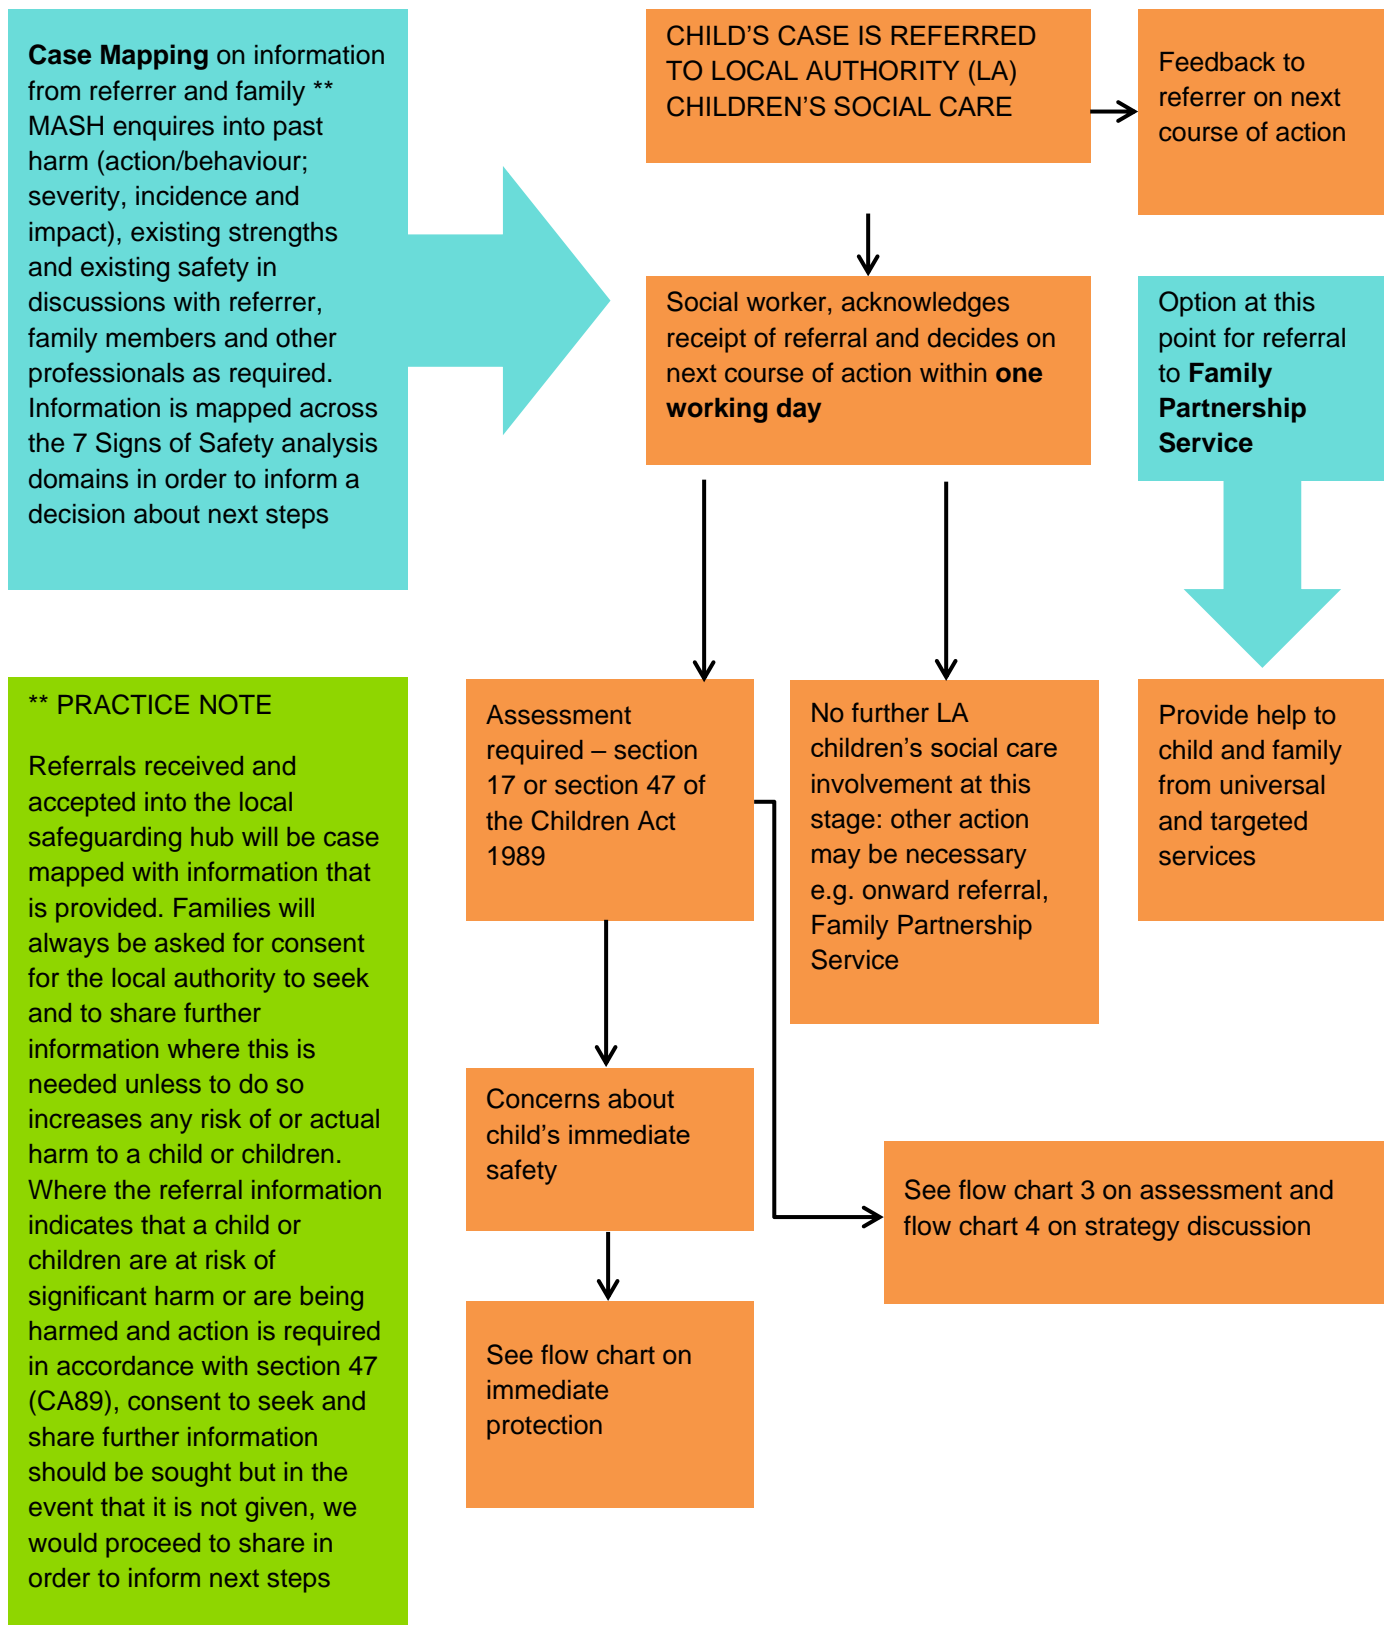 Case Mapping on information
from referrer and family **
MASH enquires into past
harm (action/behaviour;
severity, incidence and
impact), existing strengths
and existing safety in
discussions with referrer,
family members and other
professionals as required.
Information is mapped across
the 7 Signs of Safety analysis
domains in order to inform a
decision about next steps
CHILD’S CASE IS REFERRED
TO LOCAL AUTHORITY (LA)
CHILDREN’S SOCIAL CARE
Feedback to
referrer on next
course of action
Social worker, acknowledges
receipt of referral and decides on
next course of action within one
working day
Option at this
point for referral
to Family
Partnership
Service
** PRACTICE NOTE
Referrals received and
accepted into the local
safeguarding hub will be case
mapped with information that
is provided. Families will
always be asked for consent
for the local authority to seek
and to share further
information where this is
needed unless to do so
increases any risk of or actual
harm to a child or children.
Where the referral information
indicates that a child or
children are at risk of
significant harm or are being
harmed and action is required
in accordance with section 47
(CA89), consent to seek and
share further information
should be sought but in the
event that it is not given, we
would proceed to share in
order to inform next steps
Assessment
required – section
17 or section 47 of
the Children Act
1989
No further LA
children’s social care
involvement at this
stage: other action
may be necessary
e.g. onward referral,
Family Partnership
Service
Provide help to
child and family
from universal
and targeted
services
Concerns about
child’s immediate
safety
See flow chart 3 on assessment and
flow chart 4 on strategy discussion
See flow chart on
immediate
protection